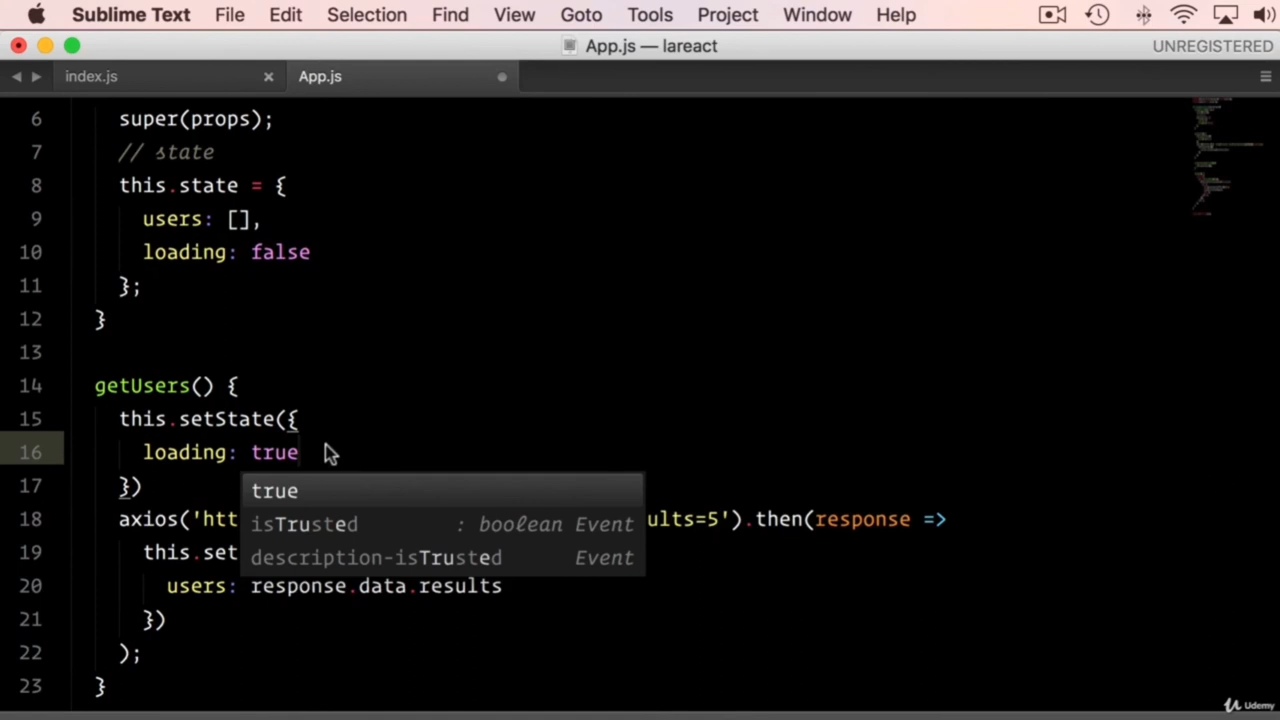 Sublime Text File Edit Selection Find View Goto Tools Project Window Help
App.js — lareact UNREGISTERED
index.js App.js
6 super(props);
7 // state
8 this.state = {
9 users: [],
10 loading: false
11 };
12 }
13
14 getUsers() {
15 this.setState({
16 loading: true
17 })
true
isTrusted : boolean Event
description-isTrusted Event
18 axios('htt ults=5').then(response =>
19 this.set
20 users: response.data.results
21 })
22 );
23 }
Udemy